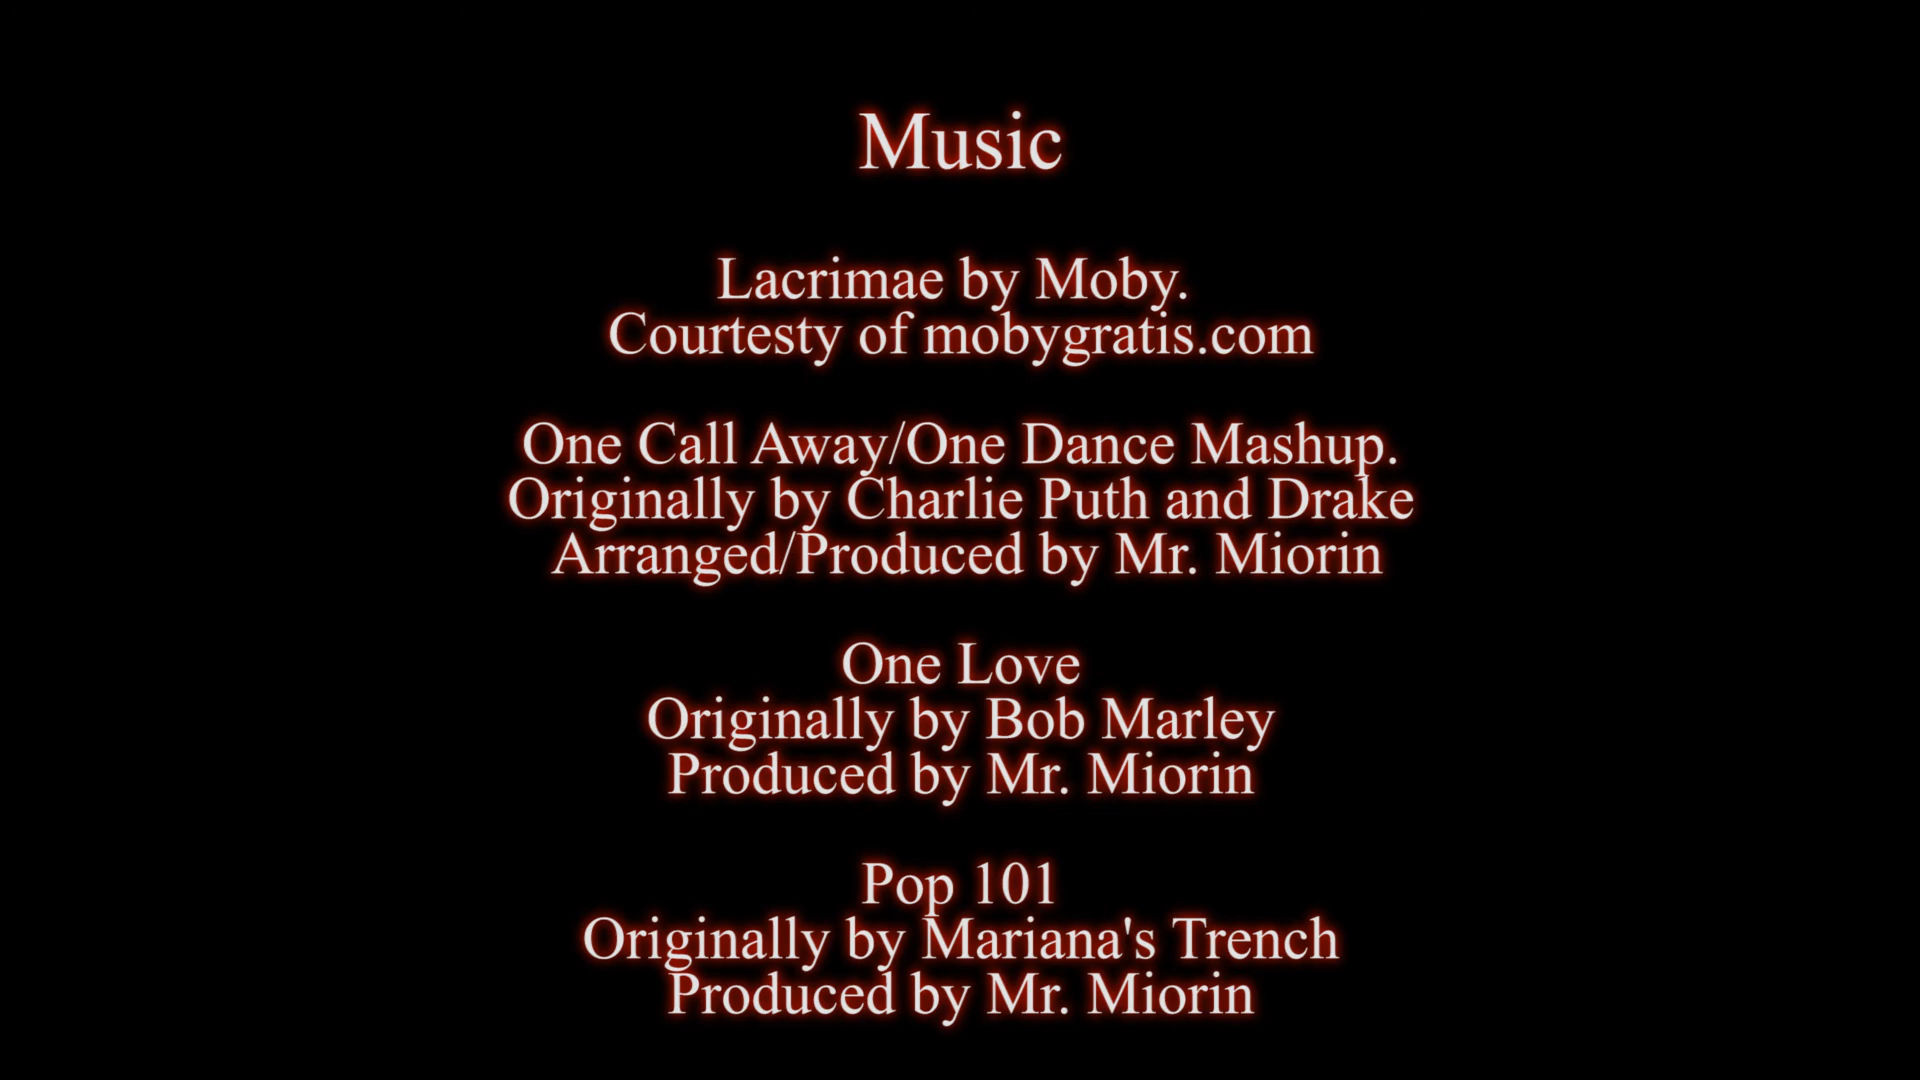 Music
Lacrimae by Moby.
Courtesty of mobygratis.com
One Call Away/One Dance Mashup.
Originally by Charlie Puth and Drake
Arranged/Produced by Mr. Miorin
One Love
Originally by Bob Marley
Produced by Mr. Miorin
Pop 101
Originally by Mariana's Trench
Produced by Mr. Miorin